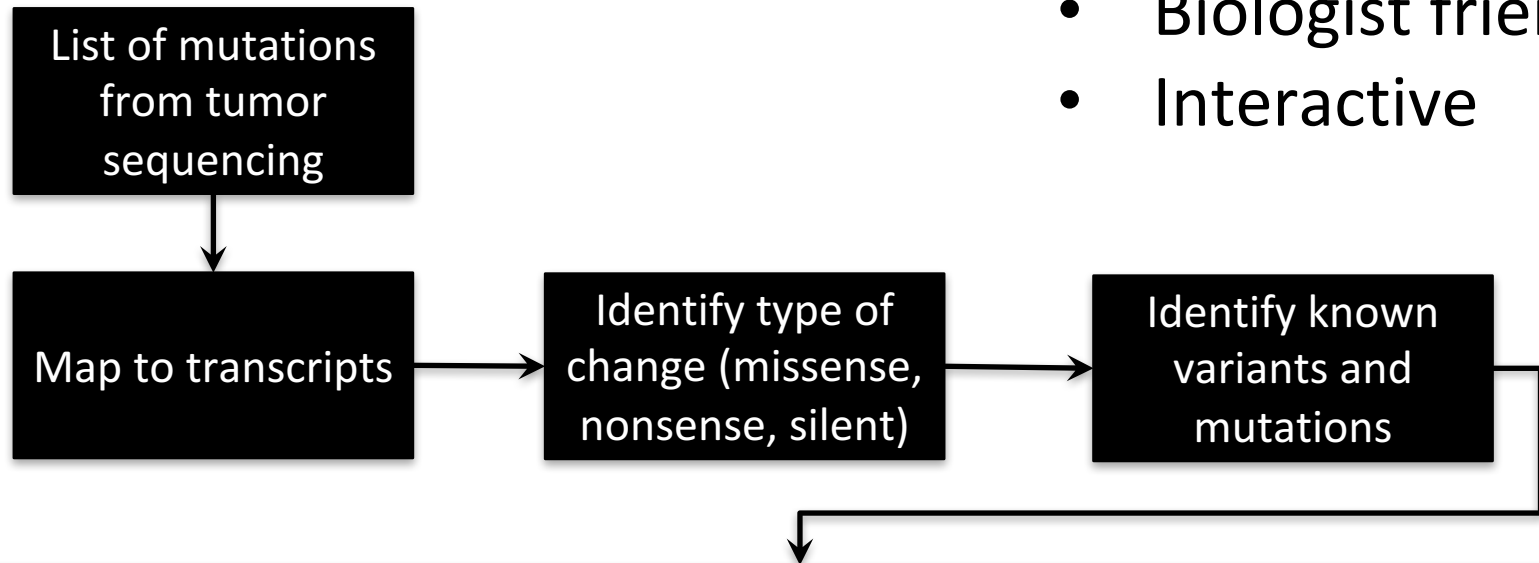 List of mutations
from tumor
sequencing
• Biologist
• Interactive
Map to transcripts
Identify type of
change (missense,
nonsense, silent)
Identify known
variants and
mutations